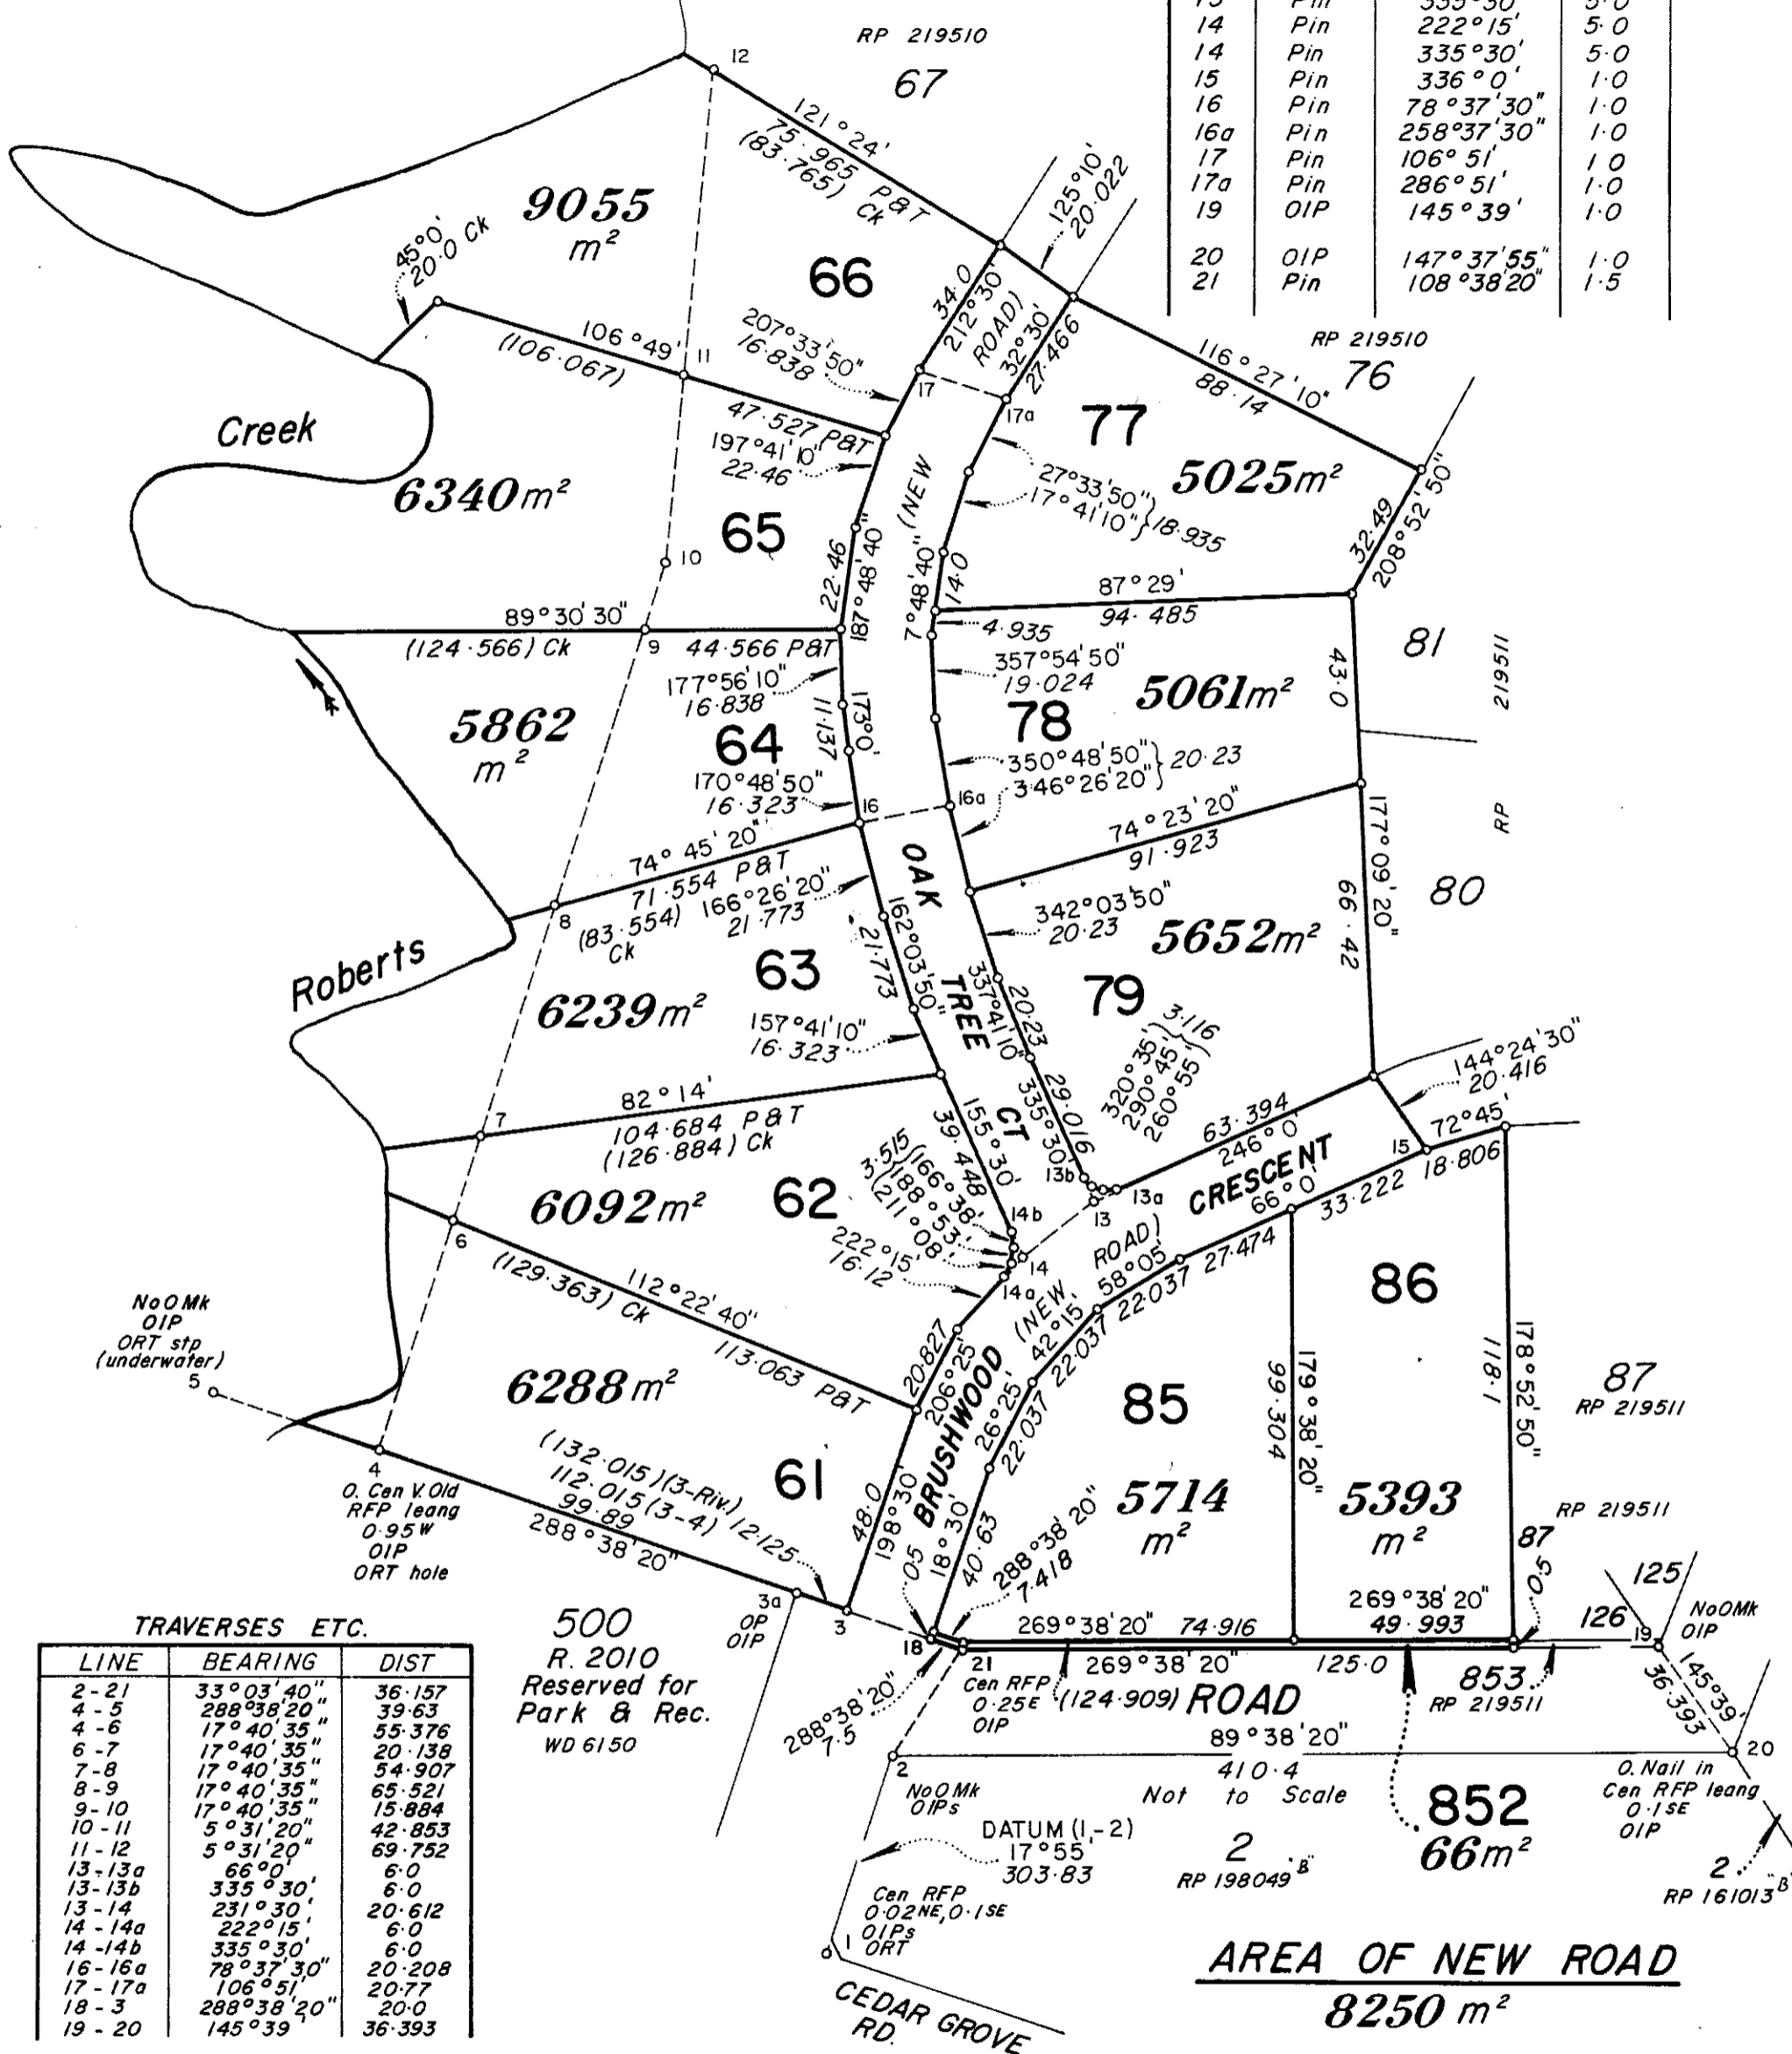 13 Pin 335°30' 5·0
14 Pin 222°15' 5·0
14 Pin 335°30' 5·0
15 Pin 336°0' 1·0
16 Pin 78°37'30" 1·0
16a Pin 258°37'30" 1·0
17 Pin 106°51' 1·0
17a Pin 286°51' 1·0
19 OIP 145°39' 1·0
20 OIP 147°37'55" 1·0
21 Pin 108°38'20" 1·5
RP 219510
67
12
121°24'
75·965 P&T
(83·765) Ck
125°10'
20·022
9055
m²
45°0'
20·0 Ck
66
34·0
212°30'
ROAD)
32°30'
27·466
207°33'50"
16·838
106°49'
(106·067)
11
47·527 P&T
17
17a
RP 219510
76
116°27'10"
88·14
77
5025m²
32·49
208°52'50"
Creek
6340m²
65
197°41'10"
22·46
(NEW
27°33'50"}
17°41'10"}18·935
10
22·46
187°48'40"
7°48'40"
14·0
87°29'
94·485
89°30'30"
(124·566) Ck
9
44·566 P&T
4·935
357°54'50"
19·024
43·0
81
219511
RP
5862
m²
64
177°56'10"
16·838
11·137
173°0'
170°48'50"
16·323
78
5061m²
350°48'50"}
346°26'20"} 20·23
16
16a
74°23'20"
91·923
177°09'20"
66·42
80
74°45'20"
71·554 P&T
(83·554)
Ck
8
166°26'20"
21·773
OAK
TREE
CT
342°03'50"
20·23
5652m²
79
Roberts
6239m²
63
162°03'50"
21·773
157°41'10"
16·323
337°41'10"
20·23
335°30'
29·016
320°35'
290°45'
260°55'
3·116
144°24'30"
20·416
82°14'
104·684 P&T
(126·884) Ck
7
155°30'
39·448
63·394
246°0'
CRESCENT
66°0'
33·222
72°45'
18·806
15
13b
13a
13
6092m²
62
3·515
166°38'
188°53'
211°08'
222°15'
16·12
14b
14
14a
6
112°22'40"
(129·363) Ck
113·063 P&T
ROAD)
(NEW
58°05'
27·474
22·037
42°15'
22·037
26°25'
22·037
20·827
206°25'
BRUSHWOOD
86
85
179°38'20"
99·304
178°52'50"
118·1
87
RP 219511
NoOMk
OIP
ORT stp
(underwater)
5
6288m²
61
(132·015)(3-Riv.)
112·015 (3-4)
99·89
288°38'20"
12·125
48·0
198°30'
4
O. Cen V. Old
RFP leang
0·95W
OIP
ORT hole
3a
OP
OIP
3
0·5
18°30'
40·63
288°38'20"
7·418
5714
m²
5393
m²
RP 219511
87
0·5
125
126
NoOMk
OIP
19
18
269°38'20" 74·916
269°38'20"
49·993
21
269°38'20" 125·0
Cen RFP
0·25E
OIP
(124·909)
ROAD
853
RP 219511
145°39'
36·393
288°38'20"
7·5
89°38'20"
410·4
Not to Scale
2
NoOMk
OIPs
20
O. Nail in
Cen RFP leang
0·1SE
OIP
852
66m²
500
R. 2010
Reserved for
Park & Rec.
WD 6150
DATUM (1-2)
17°55'
303·83
2
RP 198049 "B"
2
RP 161013 "B"
Cen RFP
0·02NE, 0·1SE
OIPs
ORT
1
CEDAR GROVE
RD.
AREA OF NEW ROAD
8250 m²
TRAVERSES ETC.
LINE BEARING DIST
2-21 33°03'40" 36·157
4-5 288°38'20" 39·63
4-6 17°40'35" 55·376
6-7 17°40'35" 20·138
7-8 17°40'35" 54·907
8-9 17°40'35" 65·521
9-10 17°40'35" 15·884
10-11 5°31'20" 42·853
11-12 5°31'20" 69·752
13-13a 66°0' 6·0
13-13b 335°30' 6·0
13-14 231°30' 20·612
14-14a 222°15' 6·0
14-14b 335°30' 6·0
16-16a 78°37'30" 20·208
17-17a 106°51' 20·77
18-3 288°38'20" 20·0
19-20 145°39' 36·393